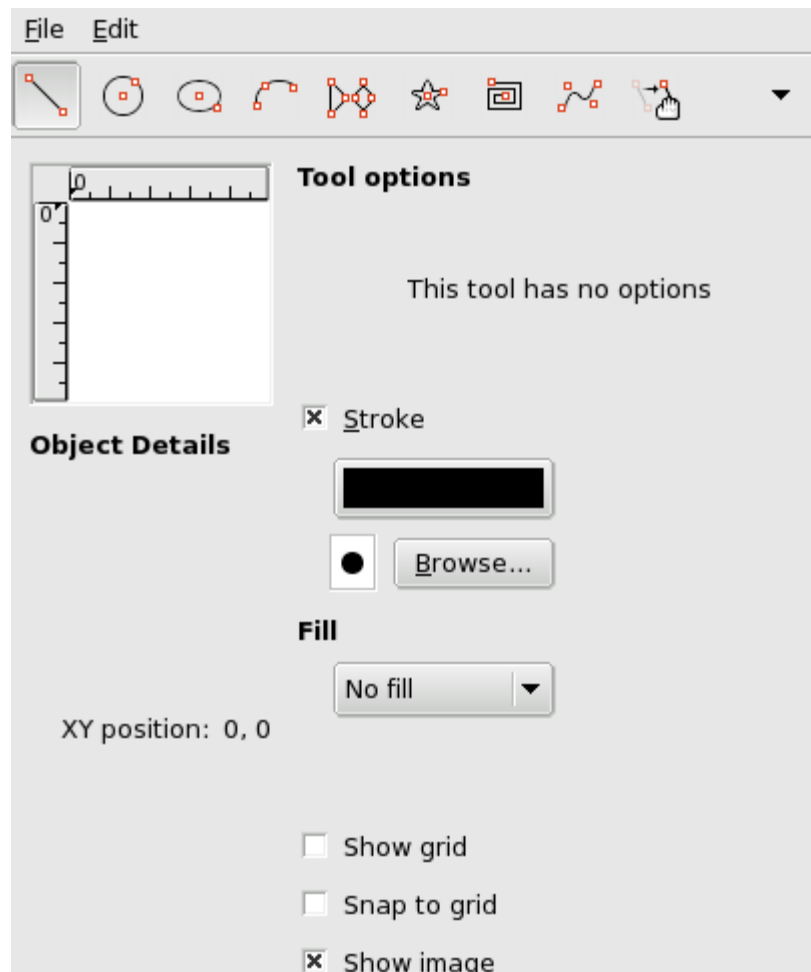 File Edit
0
0
Tool options
This tool has no options
Stroke
Object Details
Browse...
Fill
No fill
XY position: 0, 0
Show grid
Snap to grid
Show image